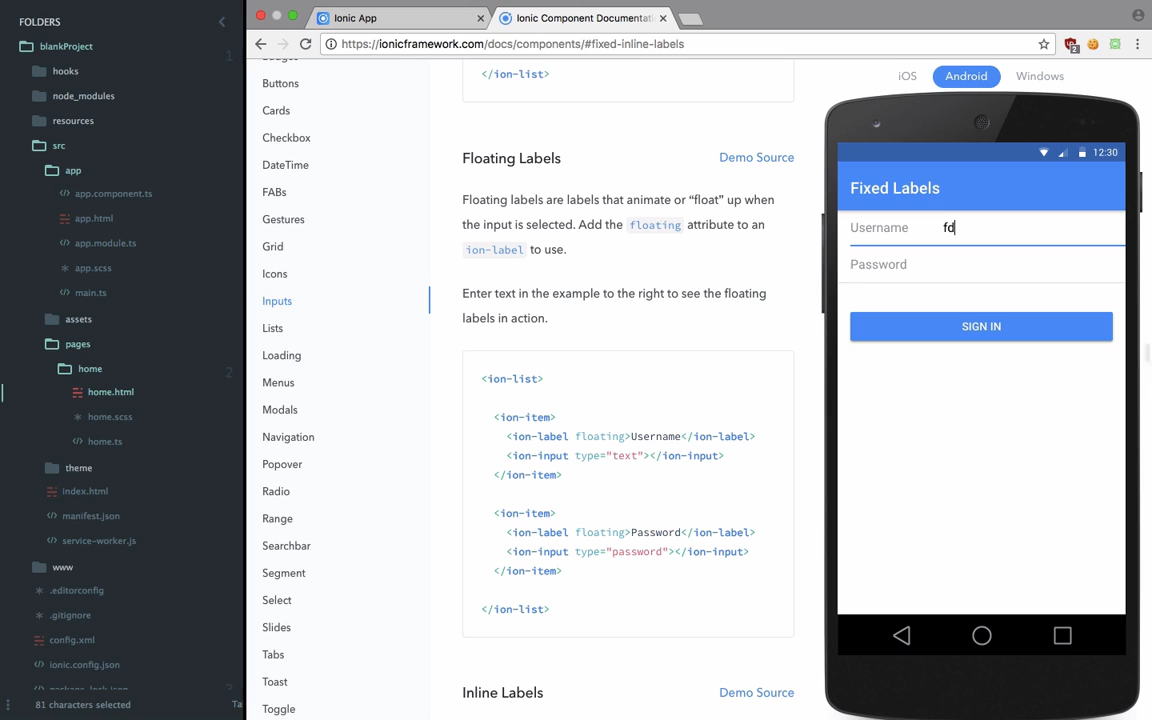 FOLDERS
blankProject
hooks
node_modules
resources
src
app
app.component.ts
app.html
app.module.ts
app.scss
main.ts
assets
pages
home
home.html
home.scss
home.ts
theme
index.html
manifest.json
service-worker.js
www
.editorconfig
.gitignore
config.xml
ionic.config.json
package_lock.json
81 characters selected
Ta
1
2
Ionic App
Ionic Component Documentati
https://ionicframework.com/docs/components/#fixed-inline-labels
2
Buttons
Cards
Checkbox
DateTime
FABs
Gestures
Grid
Icons
Inputs
Lists
Loading
Menus
Modals
Navigation
Popover
Radio
Range
Searchbar
Segment
Select
Slides
Tabs
Toast
Toggle
</ion-list>
Floating Labels
Demo Source
Floating labels are labels that animate or “float” up when
the input is selected. Add the floating attribute to an
ion-label to use.
Enter text in the example to the right to see the floating
labels in action.
<ion-list>
<ion-item>
<ion-label floating>Username</ion-label>
<ion-input type="text"></ion-input>
</ion-item>
<ion-item>
<ion-label floating>Password</ion-label>
<ion-input type="password"></ion-input>
</ion-item>
</ion-list>
Inline Labels
Demo Source
iOS
Android
Windows
12:30
Fixed Labels
Username fd
Password
SIGN IN